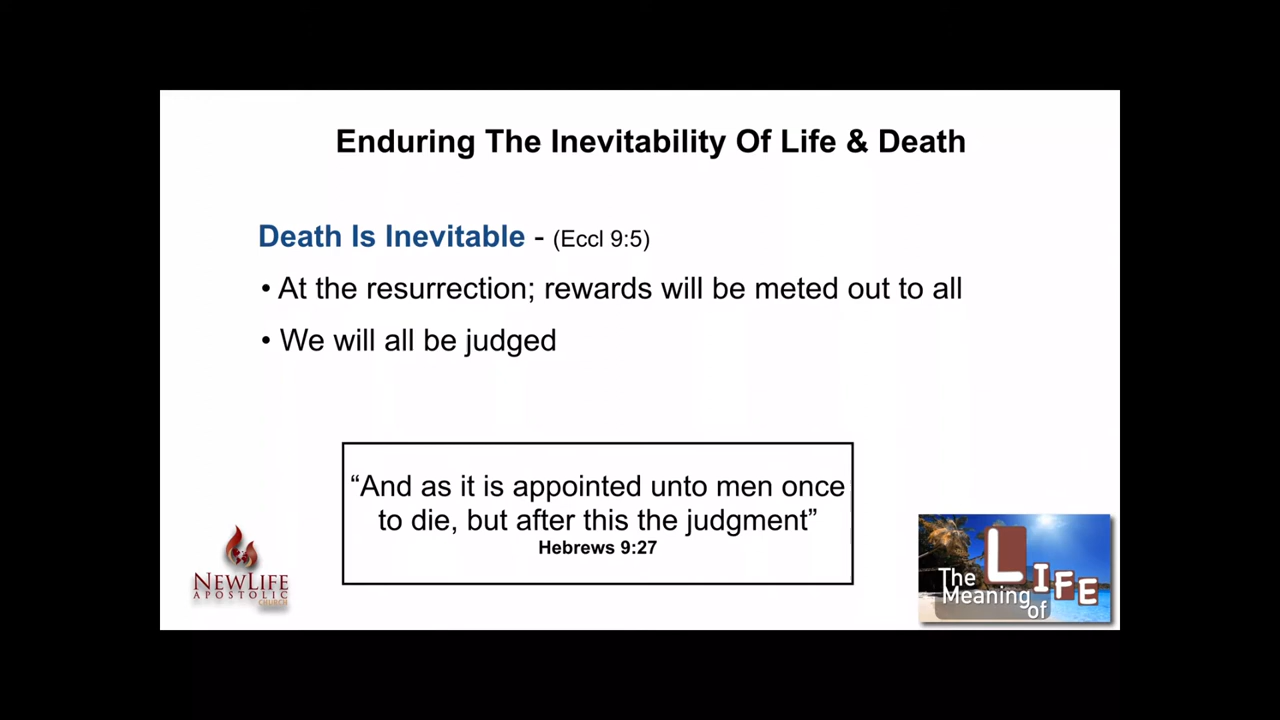 Enduring The Inevitability Of Life & Death
Death Is Inevitable - (Eccl 9:5)
• At the resurrection; rewards will be meted out to all
• We will all be judged
“And as it is appointed unto men once
to die, but after this the judgment”
Hebrews 9:27
NEWLIFE
APOSTOLIC
CHURCH
The Meaning of LIFE